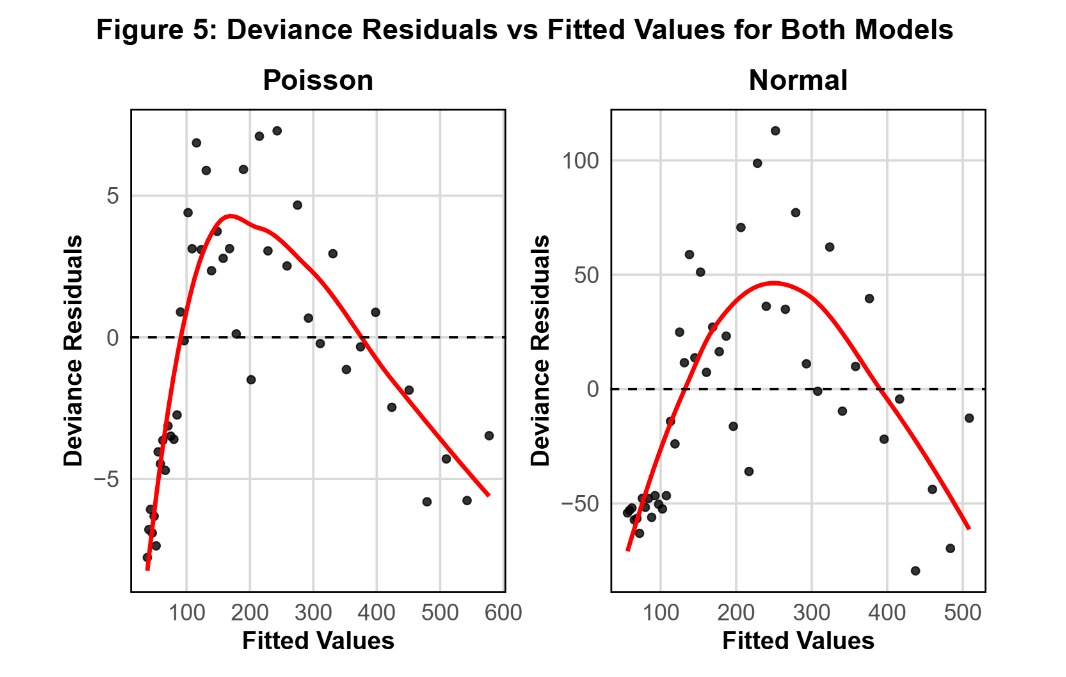 Figure 5: Deviance Residuals vs Fitted Values for Both Models
Poisson
Deviance Residuals
5
0
−5
100 200 300 400 500 600
Fitted Values
Normal
Deviance Residuals
100
50
0
−50
100 200 300 400 500
Fitted Values